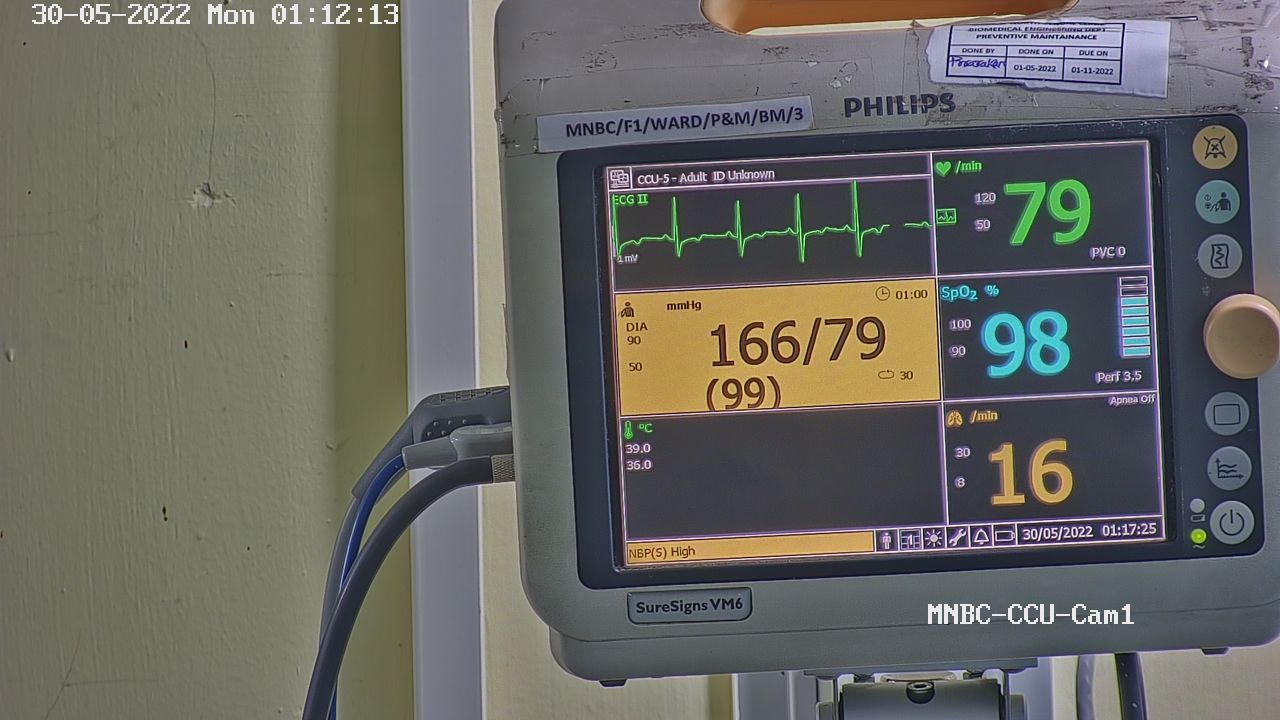 30-05-2022 Mon 01:12:13
BIOMEDICAL ENGINEERING DEPT
PREVENTIVE MAINTAINANCE
DONE BY DONE ON DUE ON
01-05-2022 01-11-2022
PHILIPS
MNBC/F1/WARD/P&M/BM/3
CCU-5 - Adult ID Unknown
ECG II
1 mV
/min
120
50
79
PVC 0
mmHg
01:00
DIA
90
50
166/79
(99)
30
SpO2 %
100
90
98
Perf 3.5
°C
39.0
36.0
Apnea Off
/min
30
8
16
NBP(S) High
30/05/2022 01:17:25
SureSigns VM6
MNBC-CCU-Cam1